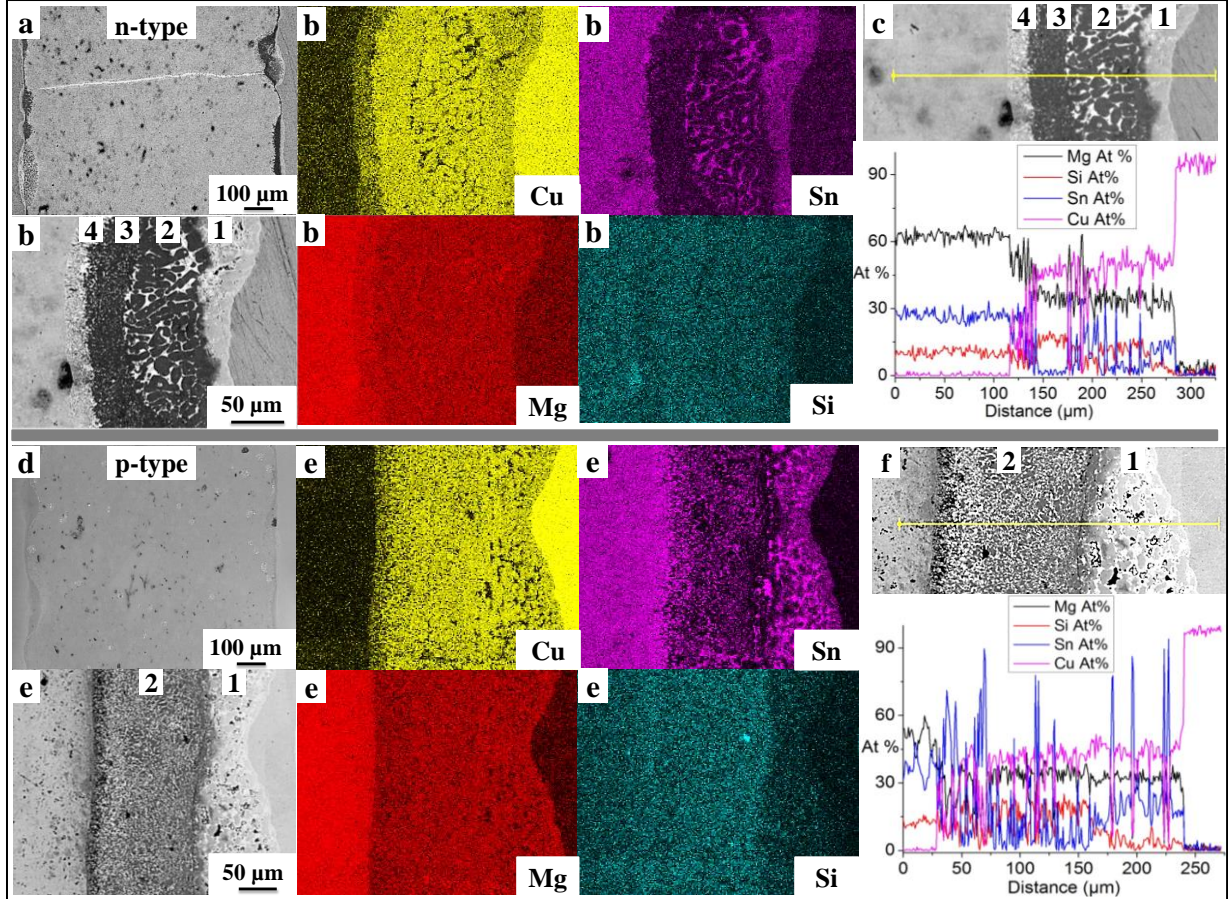 a n-type
100 µm
b Cu
b Sn
c 4 3 2 1
Mg At %
Si At%
Sn At%
Cu At%
90
60
At %
30
0
0 50 100 150 200 250 300
Distance (µm)
b 4 3 2 1
50 µm
b Mg
b Si
d p-type
100 µm
e Cu
e Sn
f 2 1
Mg At%
Si At%
Sn At%
Cu At%
90
60
At %
30
0
0 50 100 150 200 250
Distance (µm)
e 2 1
50 µm
e Mg
e Si